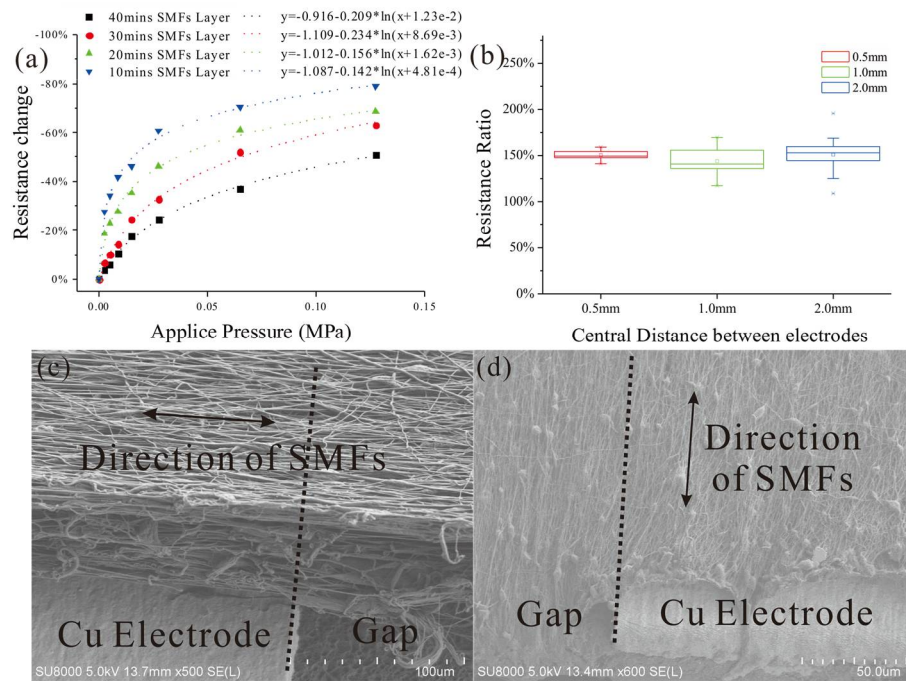 (a)
40mins SMFs Layer y=-0.916-0.209*ln(x+1.23e-2)
30mins SMFs Layer y=-1.109-0.234*ln(x+8.69e-3)
20mins SMFs Layer y=-1.012-0.156*ln(x+1.62e-3)
10mins SMFs Layer y=-1.087-0.142*ln(x+4.81e-4)
Resistance change
-100%
-80%
-60%
-40%
-20%
0%
0.00 0.05 0.10 0.15
Applice Pressure (MPa)
(b)
0.5mm
1.0mm
2.0mm
Resistance Ratio
250%
200%
150%
100%
50%
0%
0.5mm 1.0mm 2.0mm
Central Distance between electrodes
(c)
Direction of SMFs
Cu Electrode
Gap
SU8000 5.0kV 13.7mm x500 SE(L)
100um
(d)
Direction
of SMFs
Gap
Cu Electrode
SU8000 5.0kV 13.4mm x600 SE(L)
50.0um